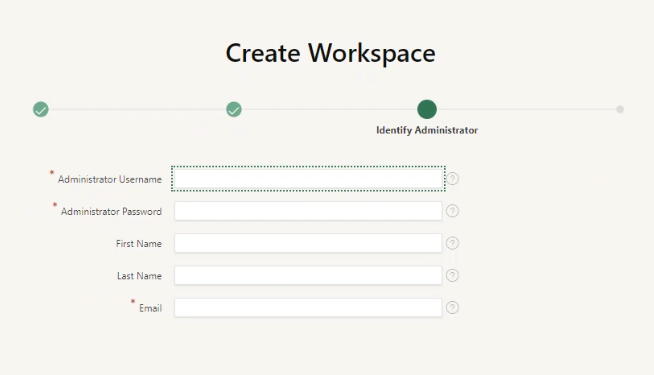 Create Workspace
Identify Administrator
* Administrator Username ?
* Administrator Password ?
First Name ?
Last Name ?
* Email ?